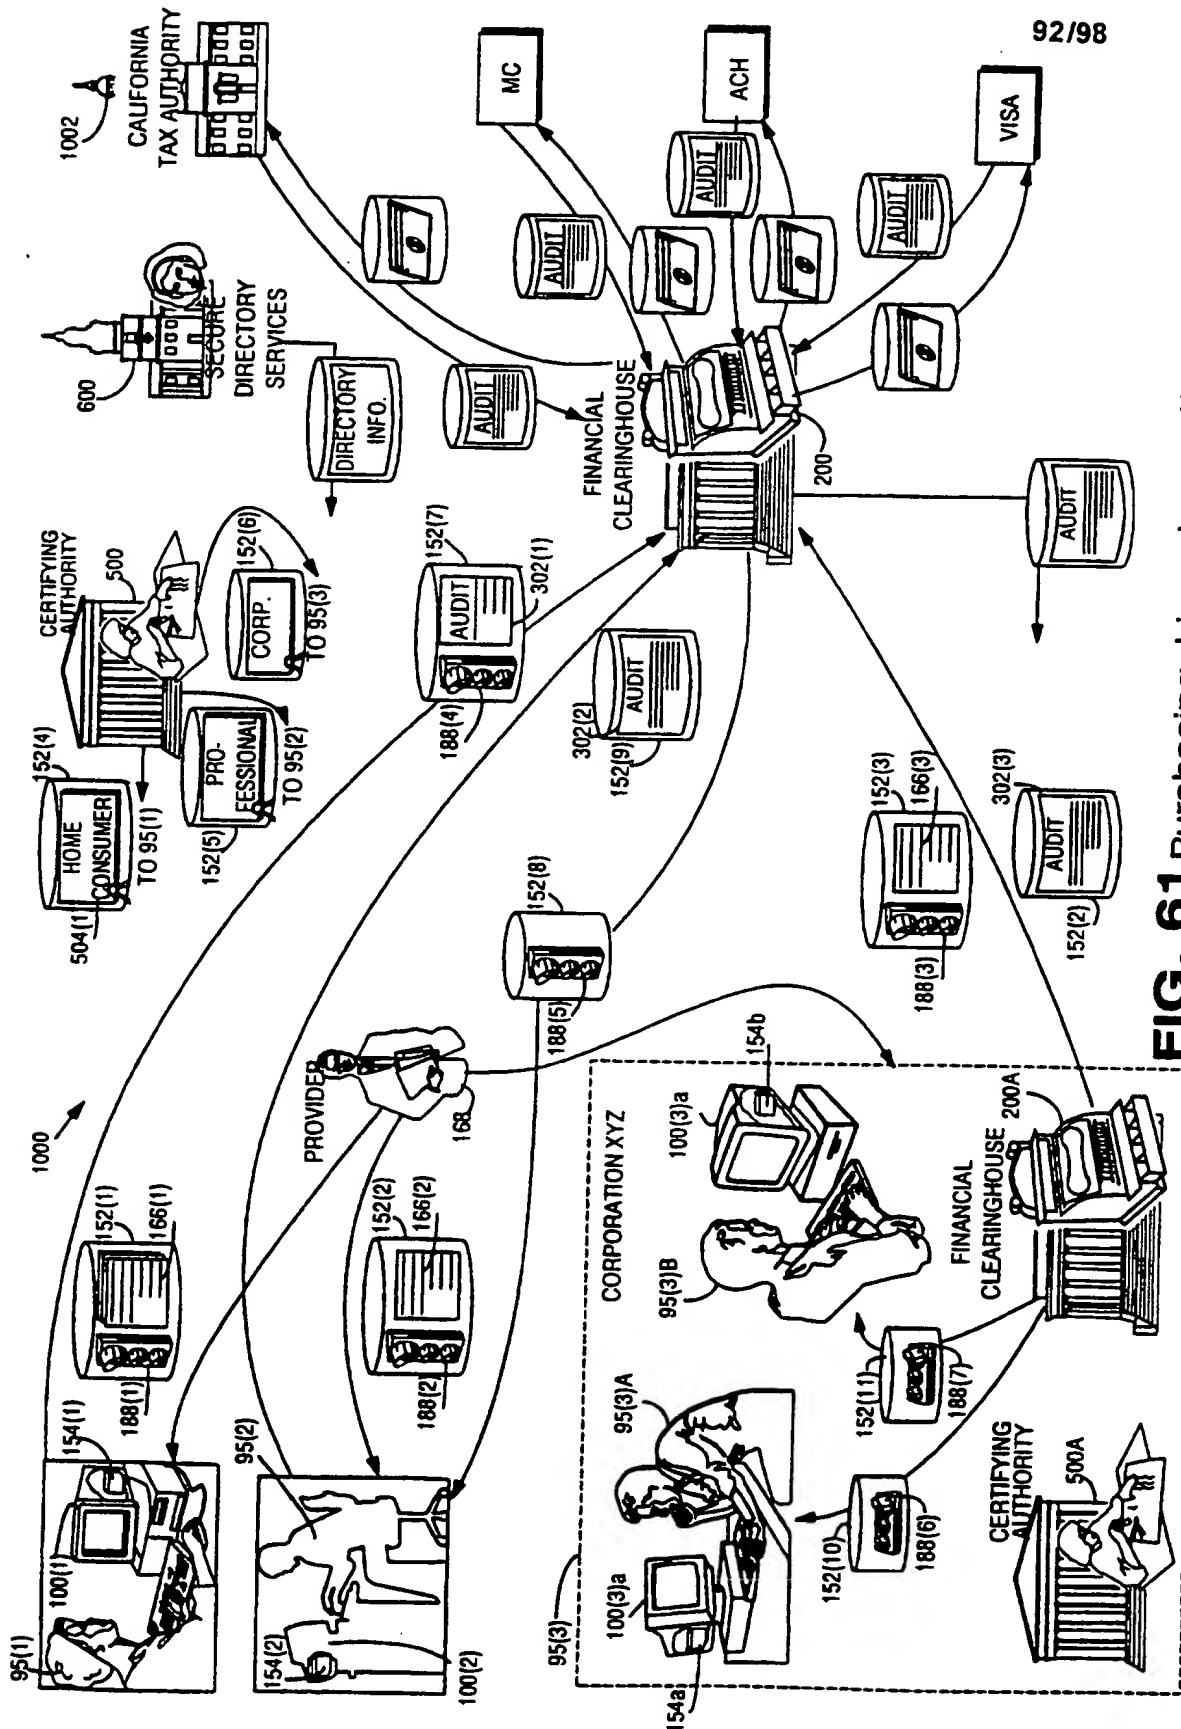 92/98
1002
CALIFORNIA
TAX AUTHORITY
MC
ACH
VISA
600
SECURE
DIRECTORY
SERVICES
DIRECTORY
INFO.
AUDIT
AUDIT
AUDIT
AUDIT
FINANCIAL
CLEARINGHOUSE
200
AUDIT
CERTIFYING
AUTHORITY
500
152(4)
HOME
CONSUMER
504(1)
TO 95(1)
PRO-
FESSIONAL
152(5)
TO 95(2)
152(6)
CORP.
TO 95(3)
152(7)
AUDIT
302(1)
188(4)
302(2)
AUDIT
152(9)
152(8)
188(5)
1000
PROVIDER
168
152(1)
166(1)
188(1)
152(2)
166(2)
188(2)
152(3)
166(3)
188(3)
302(3)
AUDIT
152(2)
95(1)
100(1)
154(1)
95(2)
154(2)
100(2)
95(3)
CORPORATION XYZ
100(3)a
154b
95(3)B
100(3)a
95(3)A
154a
152(11)
188(7)
152(10)
188(6)
FINANCIAL
CLEARINGHOUSE
200A
CERTIFYING
AUTHORITY
500A
FIG. 61